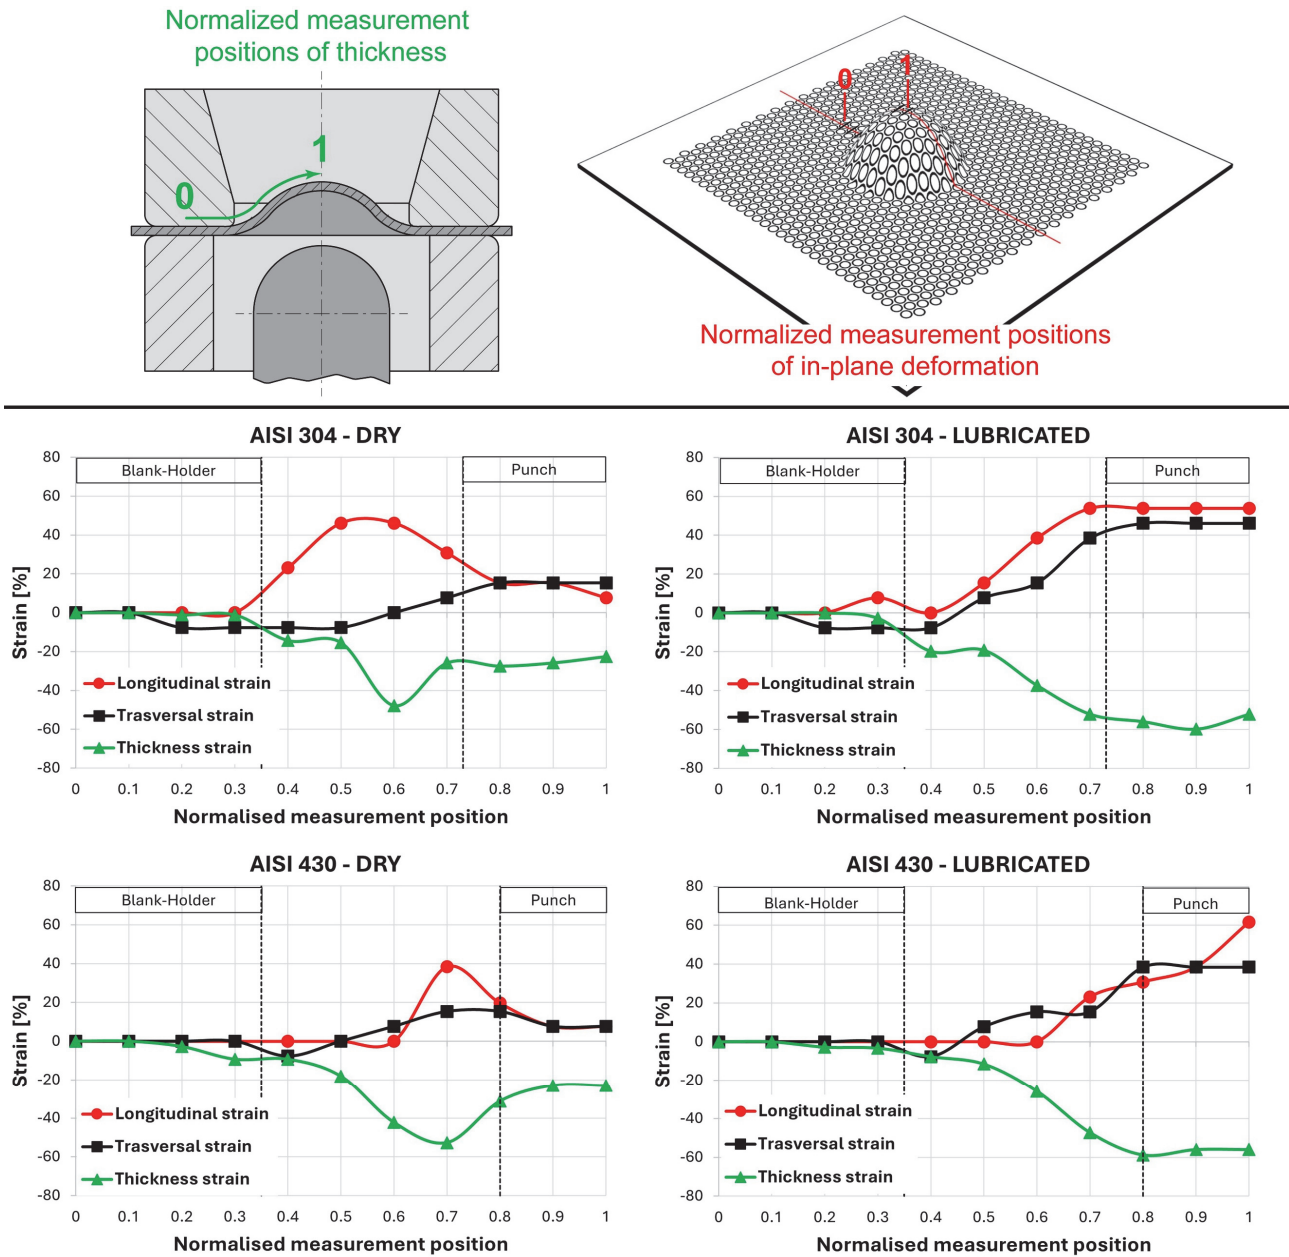 Normalized measurement
positions of thickness
0
1
0
1
Normalized measurement positions
of in-plane deformation
AISI 304 - DRY
Blank-Holder
Punch
Strain [%]
80
60
40
20
0
-20
-40
-60
-80
Longitudinal strain
Trasversal strain
Thickness strain
0 0.1 0.2 0.3 0.4 0.5 0.6 0.7 0.8 0.9 1
Normalised measurement position
AISI 304 - LUBRICATED
Blank-Holder
Punch
Strain [%]
80
60
40
20
0
-20
-40
-60
-80
Longitudinal strain
Trasversal strain
Thickness strain
0 0.1 0.2 0.3 0.4 0.5 0.6 0.7 0.8 0.9 1
Normalised measurement position
AISI 430 - DRY
Blank-Holder
Punch
Strain [%]
80
60
40
20
0
-20
-40
-60
-80
Longitudinal strain
Trasversal strain
Thickness strain
0 0.1 0.2 0.3 0.4 0.5 0.6 0.7 0.8 0.9 1
Normalised measurement position
AISI 430 - LUBRICATED
Blank-Holder
Punch
Strain [%]
80
60
40
20
0
-20
-40
-60
-80
Longitudinal strain
Trasversal strain
Thickness strain
0 0.1 0.2 0.3 0.4 0.5 0.6 0.7 0.8 0.9 1
Normalised measurement position